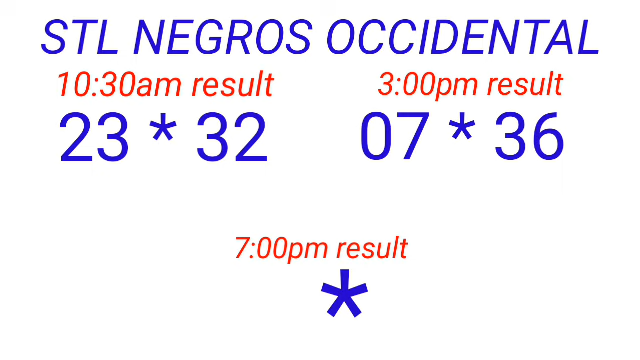 STL NEGROS OCCIDENTAL
10:30am result
23 * 32
3:00pm result
07 * 36
7:00pm result
*